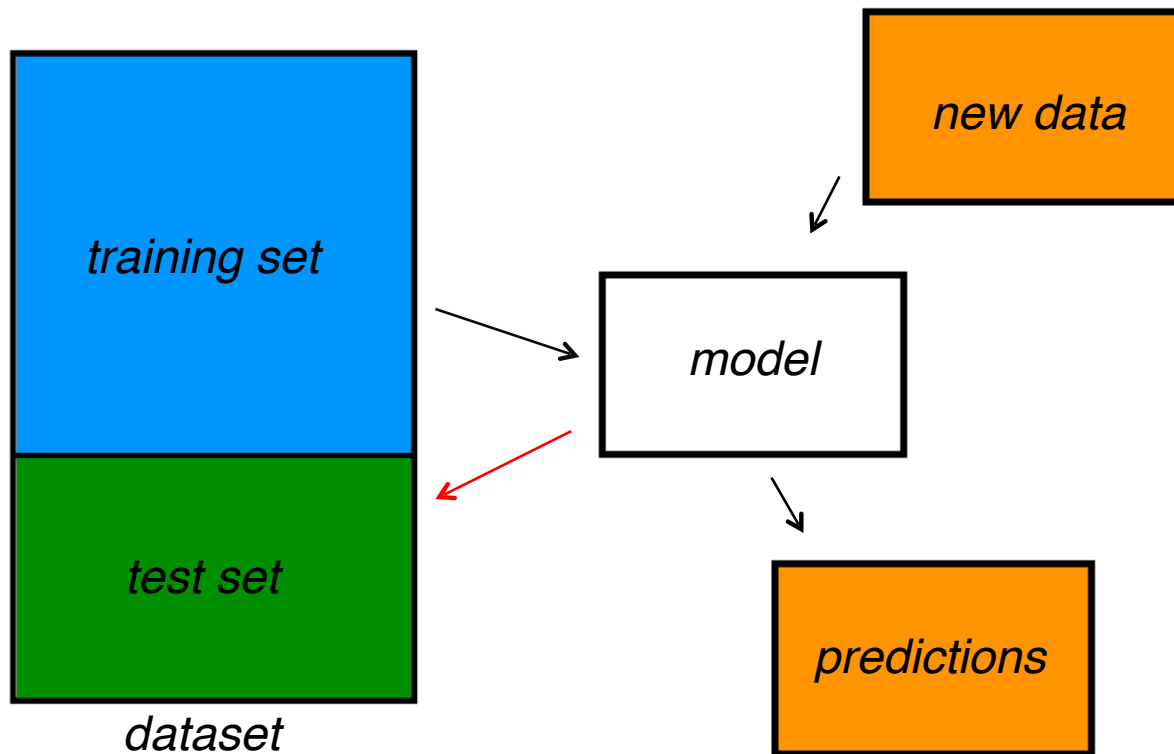 new data
training set
model
test set
predictions
dataset